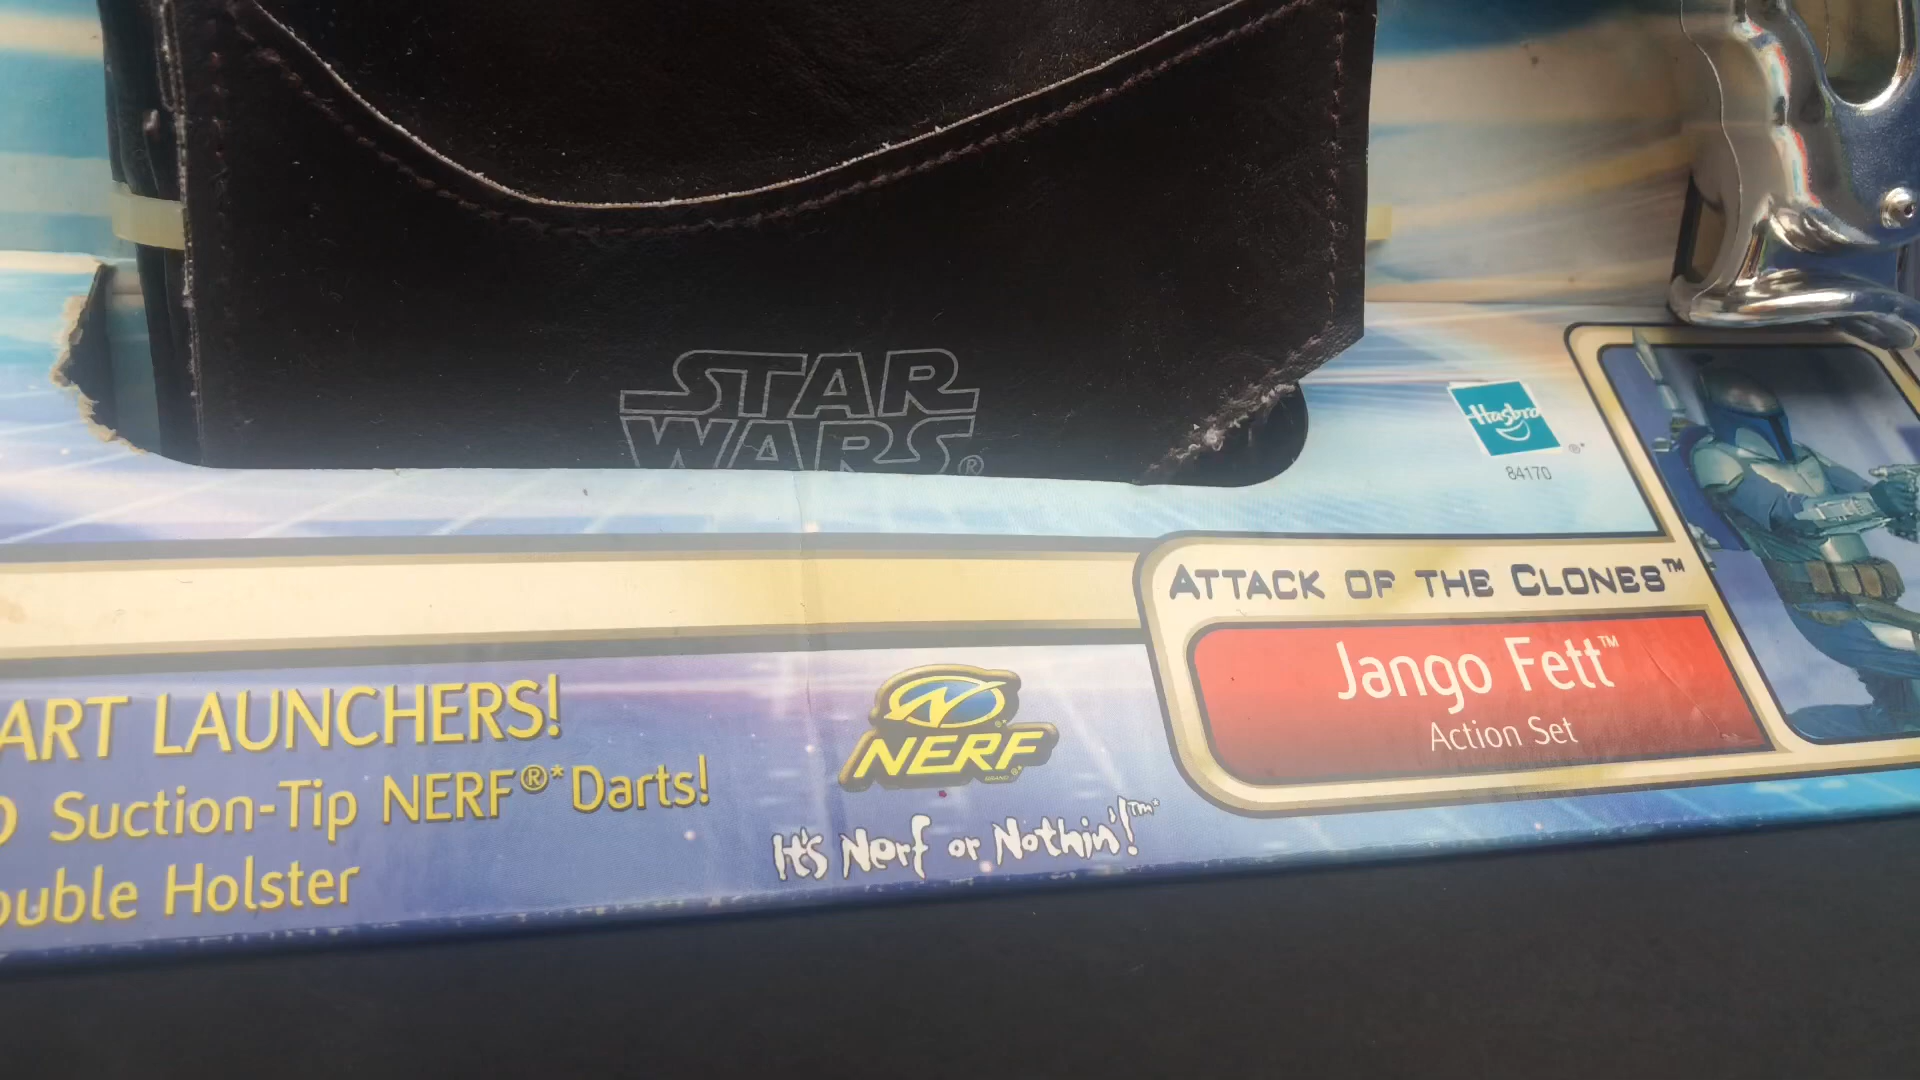 STAR
WARS®
Hasbro
®*
84170
ATTACK OF THE CLONES™
Jango Fett™
Action Set
ART LAUNCHERS!
Suction-Tip NERF®* Darts!
ouble Holster
NERF
®*
It's Nerf or Nothin'!™*